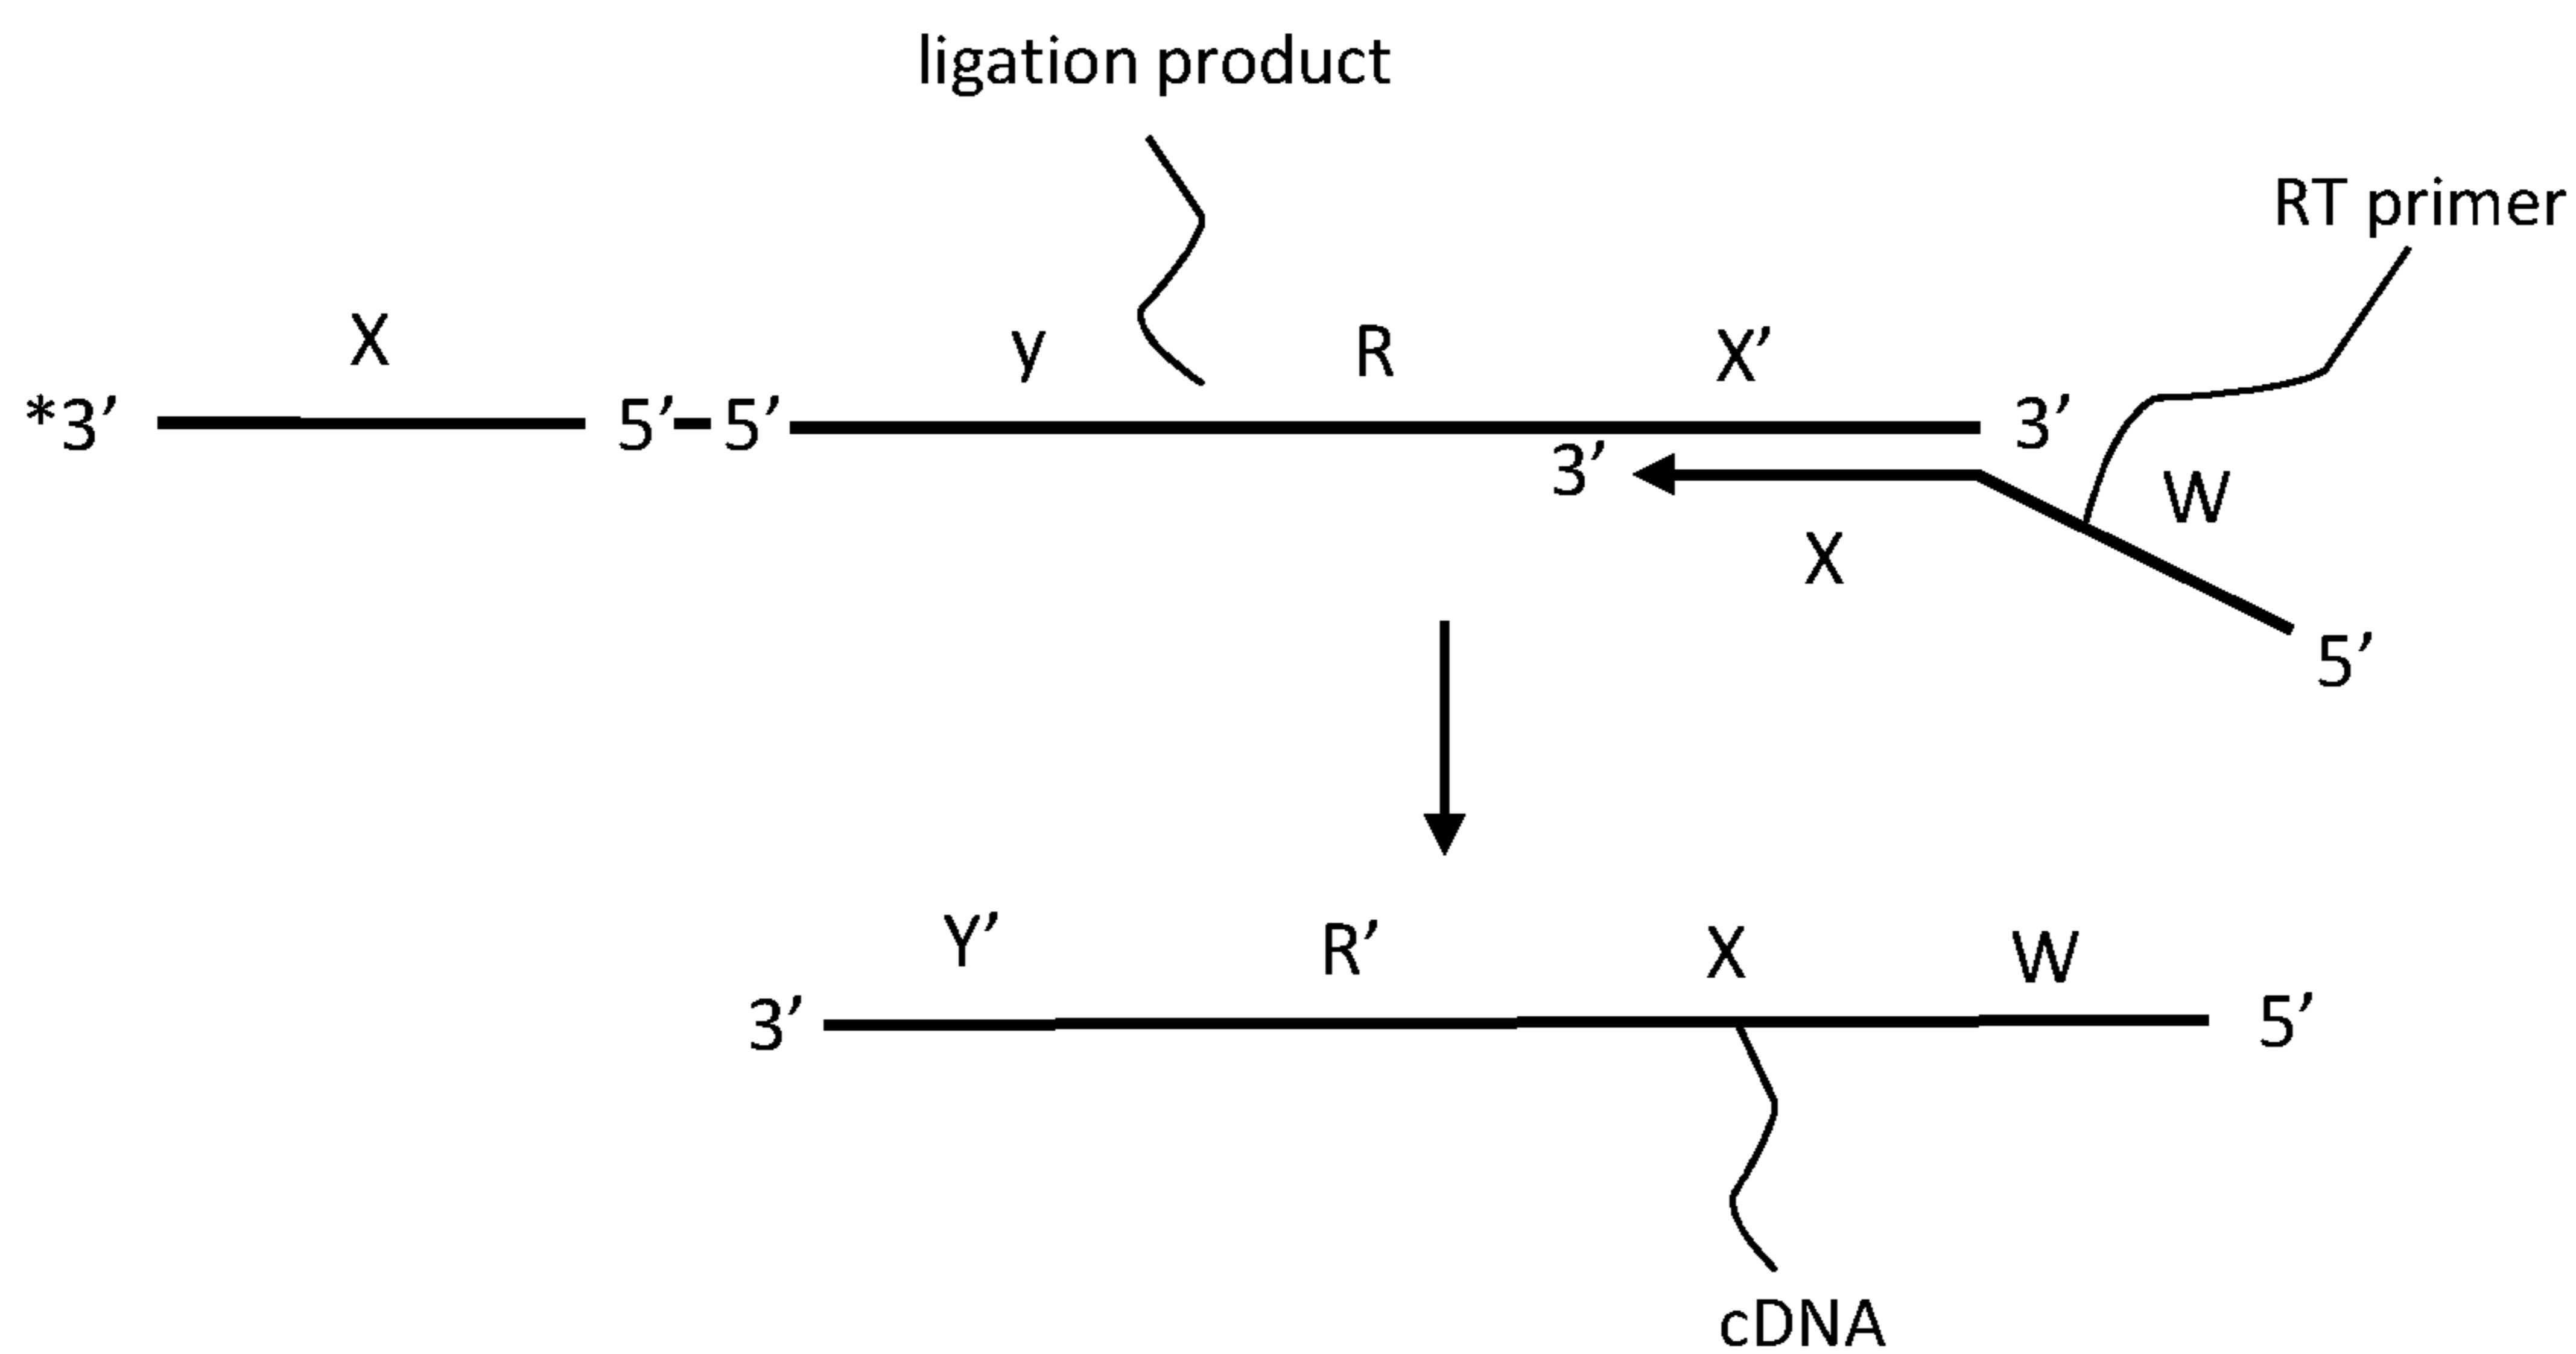 ligation product
RT primer
X
y
R
X'
*3'
5'-5'
3'
3'
W
X
5'
Y'
R'
X
W
3'
5'
cDNA